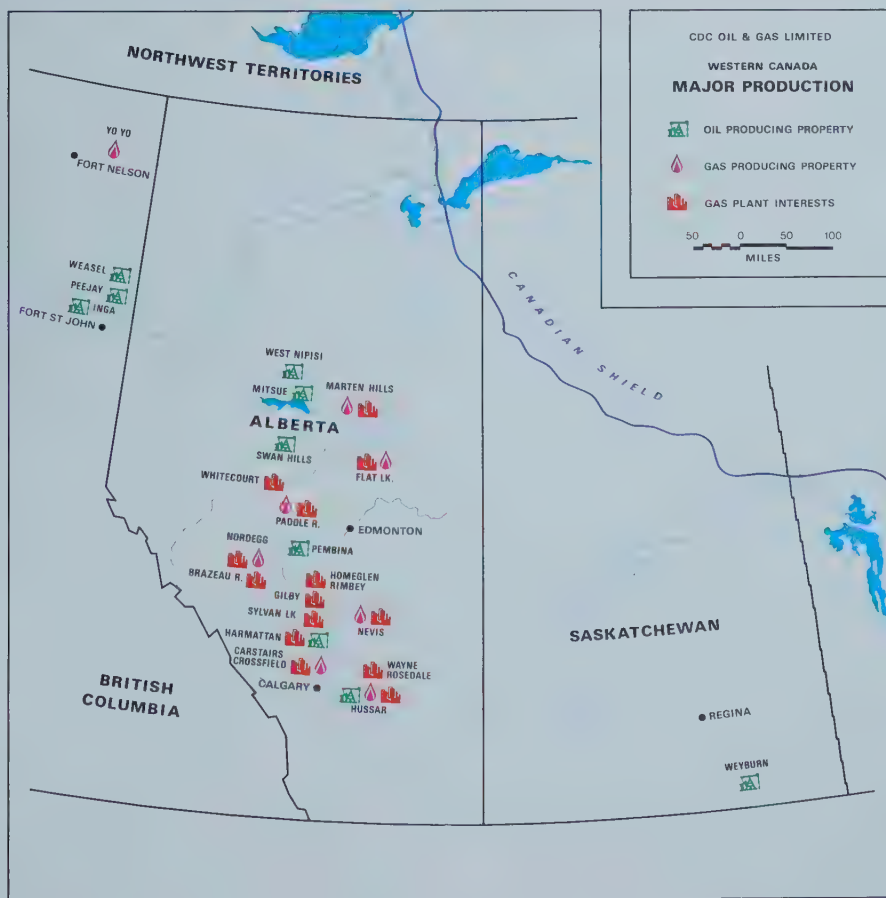 NORTHWEST TERRITORIES
CDC OIL & GAS LIMITED
WESTERN CANADA
MAJOR PRODUCTION
OIL PRODUCING PROPERTY
GAS PRODUCING PROPERTY
GAS PLANT INTERESTS
50 0 50 100
MILES
YO YO
FORT NELSON
WEASEL
PEEJAY
INGA
FORT ST JOHN
CANADIAN SHIELD
WEST NIPISI
MITSUE
MARTEN HILLS
ALBERTA
SWAN HILLS
FLAT LK.
WHITECOURT
PADDLE R.
EDMONTON
NORDEGG
PEMBINA
BRAZEAU R.
HOMEGLEN
RIMBEY
GILBY
SYLVAN LK
NEVIS
HARMATTAN
CARSTAIRS
CROSSFIELD
WAYNE
ROSEDALE
CALGARY
HUSSAR
BRITISH
COLUMBIA
SASKATCHEWAN
REGINA
WEYBURN